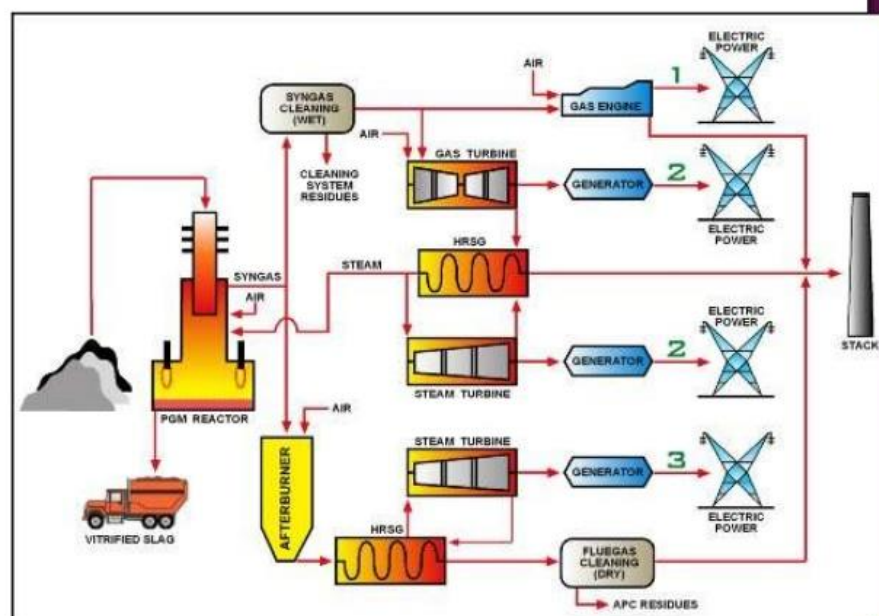 ELECTRIC
POWER
AIR
1
SYNGAS
CLEANING
(WET)
GAS ENGINE
AIR
GAS TURBINE
CLEANING
SYSTEM
RESIDUES
GENERATOR
2
ELECTRIC
POWER
HRSG
STEAM
SYNGAS
AIR
ELECTRIC
POWER
2
GENERATOR
STACK
STEAM TURBINE
PGM REACTOR
AIR
STEAM TURBINE
AFTERBURNER
GENERATOR
3
VITRIFIED SLAG
HRSG
ELECTRIC
POWER
FLUEGAS
CLEANING
(DRY)
APC RESIDUES